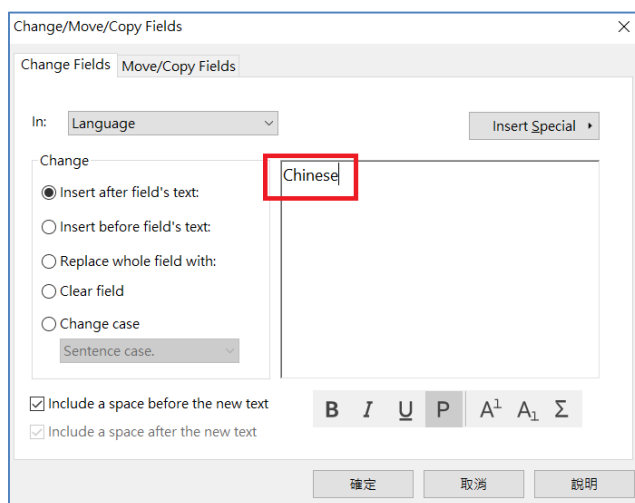 Change/Move/Copy Fields
Change Fields Move/Copy Fields
In: Language Insert Special
Change
Chinese
Insert after field's text:
Insert before field's text:
Replace whole field with:
Clear field
Change case
Sentence case.
Include a space before the new text
B I U P A1 A1 Σ
Include a space after the new text
確定 取消 說明